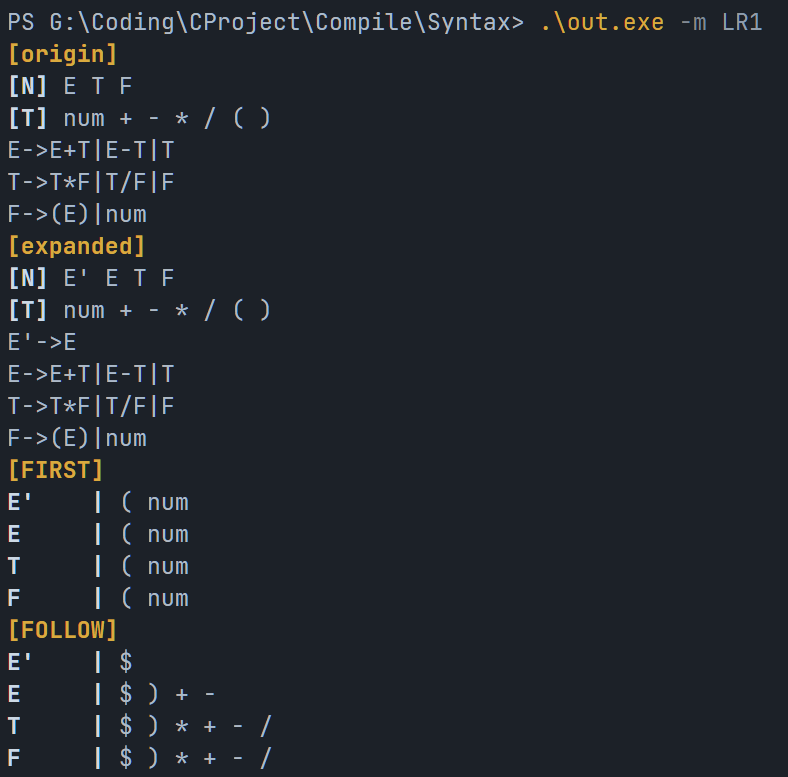 PS G:\Coding\CProject\Compile\Syntax> .\out.exe -m LR1
[origin]
[N] E T F
[T] num + - * / ( )
E->E+T|E-T|T
T->T*F|T/F|F
F->(E)|num
[expanded]
[N] E' E T F
[T] num + - * / ( )
E'->E
E->E+T|E-T|T
T->T*F|T/F|F
F->(E)|num
[FIRST]
E'    | ( num
E     | ( num
T     | ( num
F     | ( num
[FOLLOW]
E'    | $
E     | $ ) + -
T     | $ ) * + - /
F     | $ ) * + - /